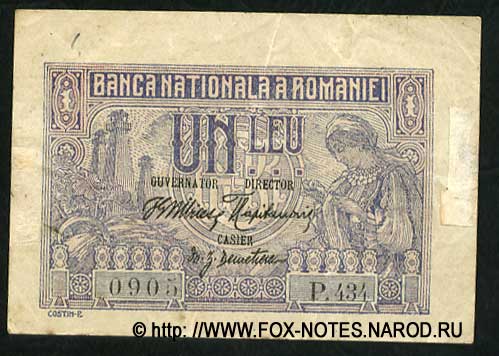 BANCA NATIONALA A ROMANIEI
UN LEU
GUVERNATOR DIRECTOR
CASIER
0905 P.434
COSTIN-P.
© http://www.FOX-NOTES.NAROD.RU